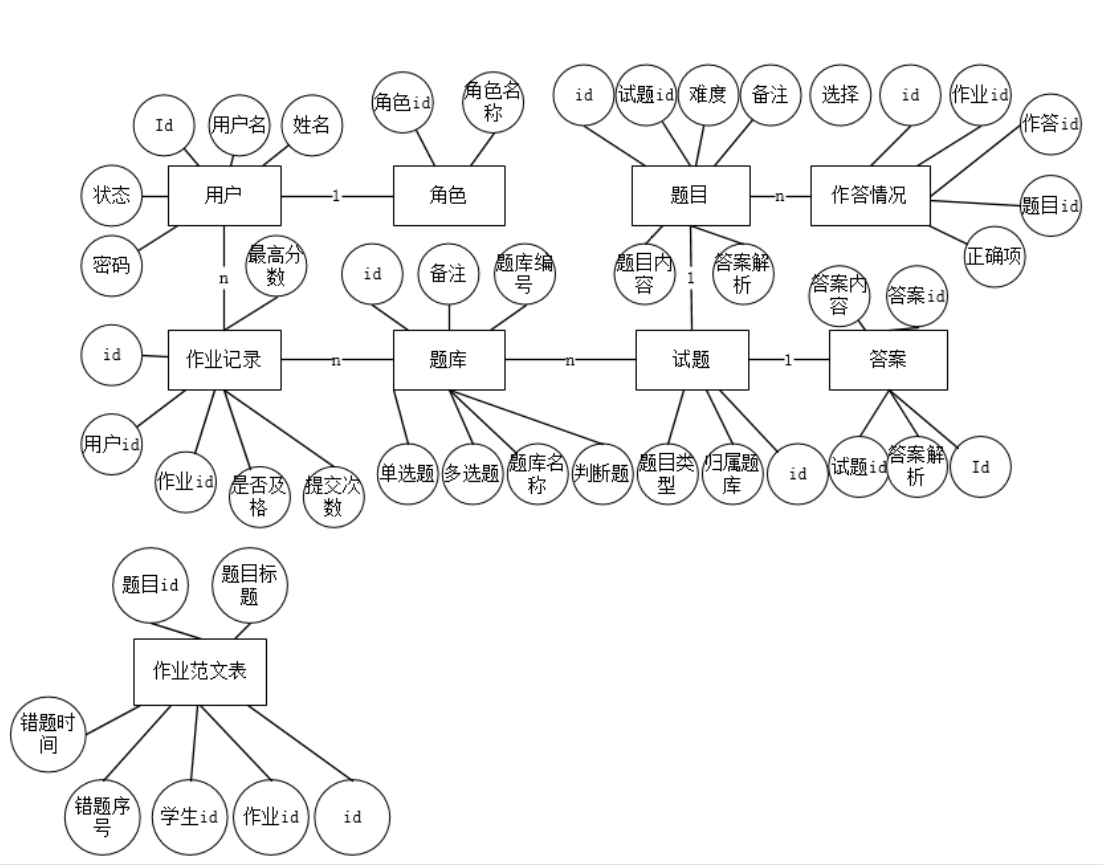 Id
用户名
姓名
角色id
角色名
称
id
试题id
难度
备注
选择
id
作业id
作答id
状态
用户
1
角色
题目
n
作答情况
题目id
密码
n
最高分
数
id
备注
题库编
号
题目内
容
1
答案解
析
正确项
答案内
容
答案id
id
作业记录
n
题库
n
试题
1
答案
用户id
作业id
是否及
格
提交次
数
单选题
多选题
题库名
称
判断题
题目类
型
归属题
库
id
试题id
答案解
析
Id
题目id
题目标
题
作业范文表
错题时
间
错题序
号
学生id
作业id
id